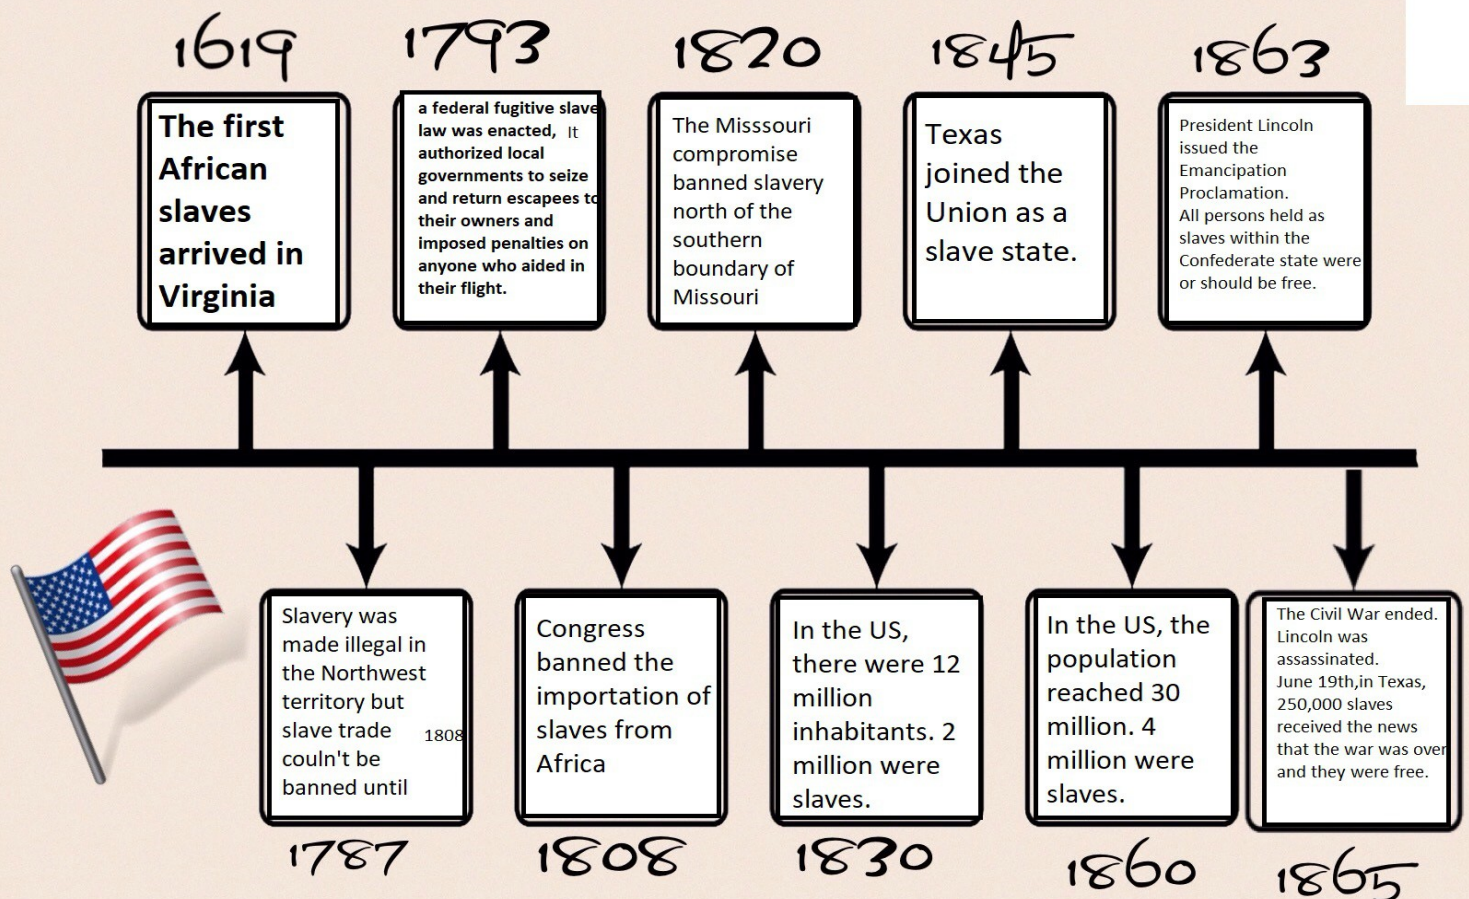 1619
The first
African
slaves
arrived in
Virginia
1793
a federal fugitive slave
law was enacted, It
authorized local
governments to seize
and return escapees to
their owners and
imposed penalties on
anyone who aided in
their flight.
1820
The Misssouri
compromise
banned slavery
north of the
southern
boundary of
Missouri
1845
Texas
joined the
Union as a
slave state.
1863
President Lincoln
issued the
Emancipation
Proclamation.
All persons held as
slaves within the
Confederate state were
or should be free.
Slavery was
made illegal in
the Northwest
territory but
slave trade 1808
couln't be
banned until
1787
Congress
banned the
importation of
slaves from
Africa
1808
In the US,
there were 12
million
inhabitants. 2
million were
slaves.
1830
In the US, the
population
reached 30
million. 4
million were
slaves.
1860
The Civil War ended.
Lincoln was
assassinated.
June 19th,in Texas,
250,000 slaves
received the news
that the war was over
and they were free.
1865